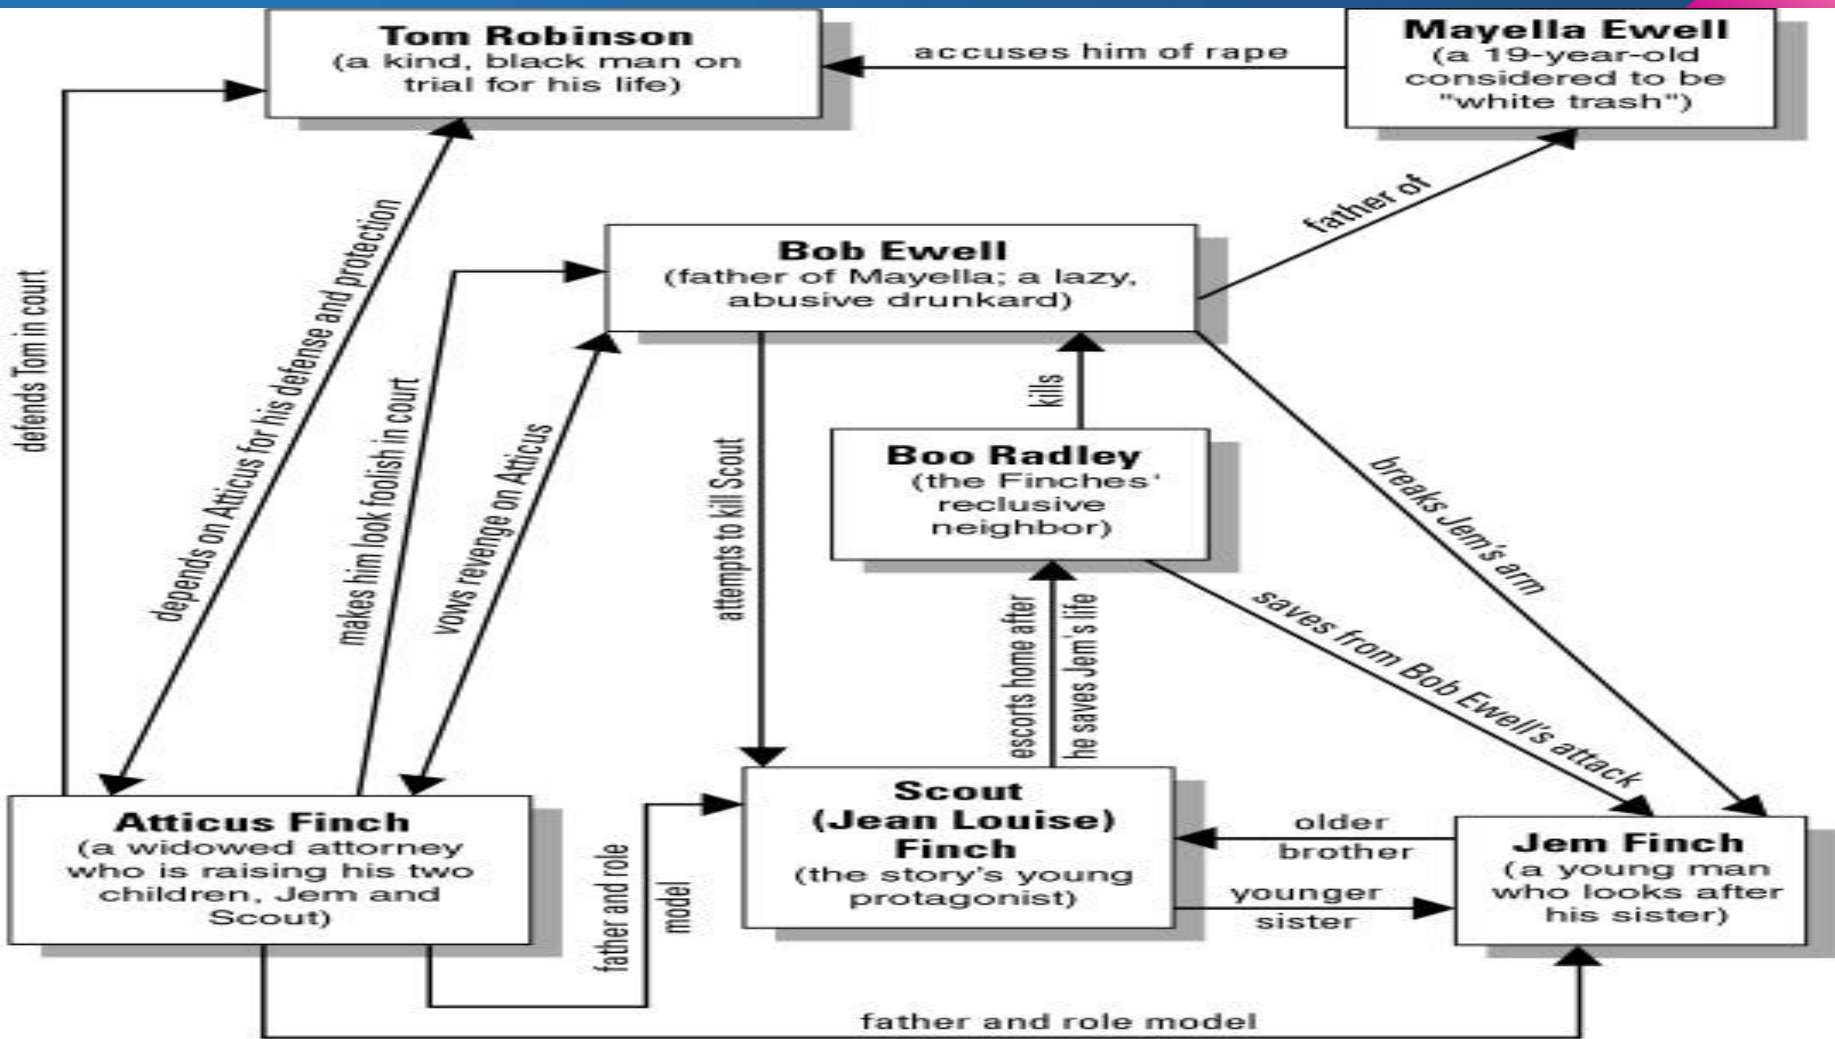 Tom Robinson
(a kind, black man on
trial for his life)
accuses him of rape
Mayella Ewell
(a 19-year-old
considered to be
"white trash")
father of
defends Tom in court
depends on Atticus for his defense and protection
makes him look foolish in court
vows revenge on Atticus
Bob Ewell
(father of Mayella; a lazy,
abusive drunkard)
attempts to kill Scout
kills
Boo Radley
(the Finches'
reclusive
neighbor)
breaks Jem's arm
saves from Bob Ewell's attack
escorts home after
he saves Jem's life
Atticus Finch
(a widowed attorney
who is raising his two
children, Jem and
Scout)
father and role
model
Scout
(Jean Louise)
Finch
(the story's young
protagonist)
older
brother
younger
sister
Jem Finch
(a young man
who looks after
his sister)
father and role model